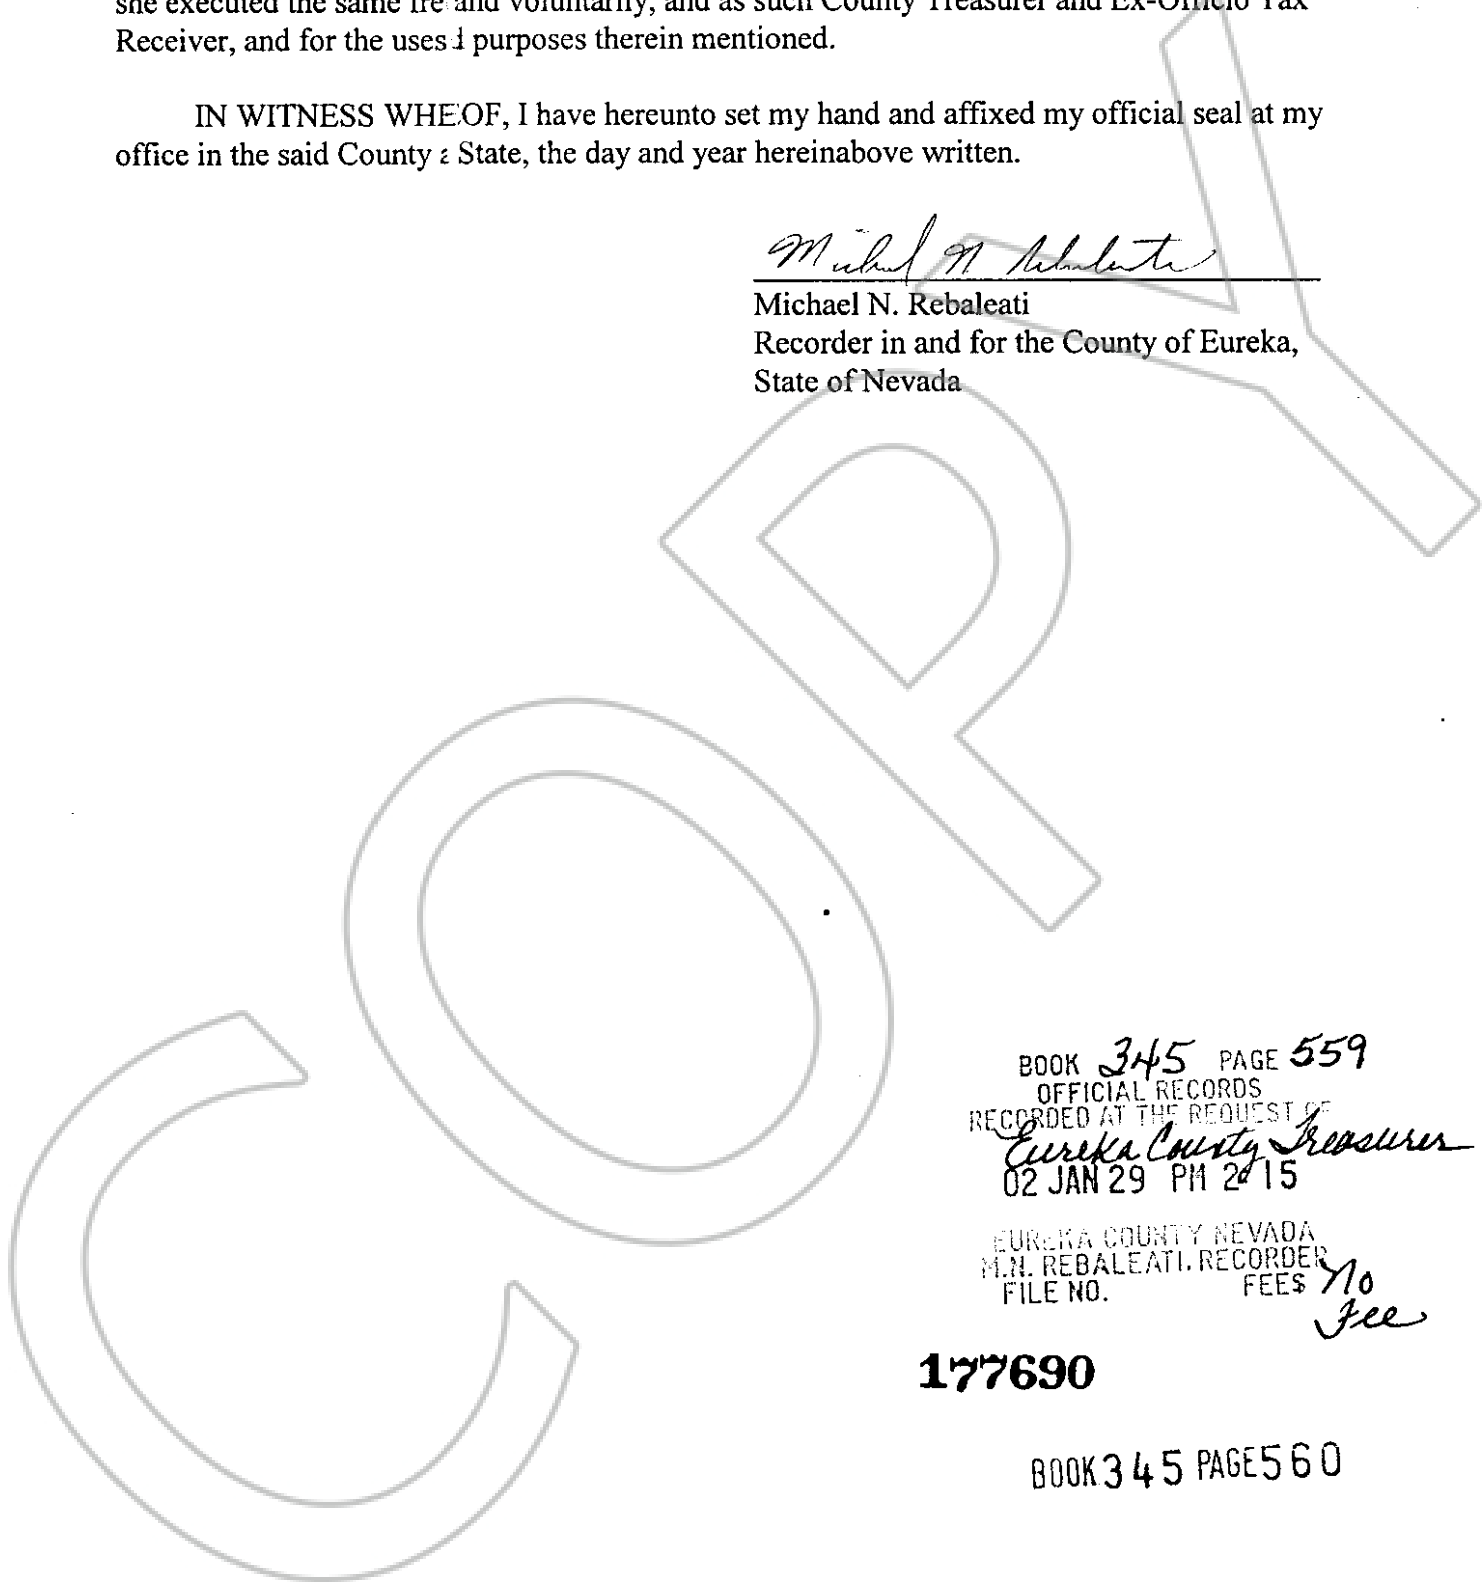 she executed the same fre and voluntarily, and as such County Treasurer and Ex-Officio Tax
Receiver, and for the uses d purposes therein mentioned.
IN WITNESS WHEOF, I have hereunto set my hand and affixed my official seal at my
office in the said County a State, the day and year hereinabove written.
Michael N Rebaleati
Michael N. Rebaleati
Recorder in and for the County of Eureka,
State of Nevada
COPY
BOOK 345 PAGE 559
OFFICIAL RECORDS
RECORDED AT THE REQUEST OF
Eureka County Treasurer
02 JAN 29 PM 2:15
EUREKA COUNTY NEVADA
M.N. REBALEATI, RECORDER
FILE NO. FEES No
Fee
177690
BOOK 345 PAGE 560